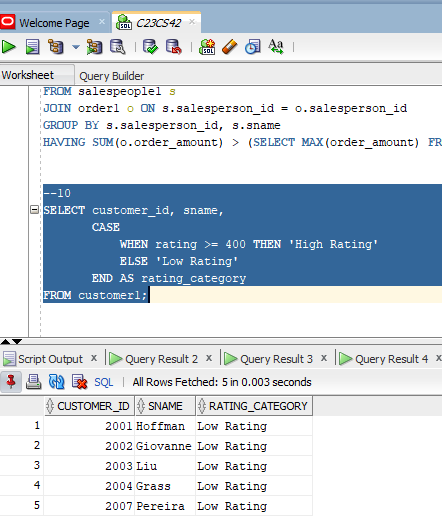 Welcome Page × C23CS42 ×
Worksheet Query Builder
FROM salespeople1 s
JOIN order1 o ON s.salesperson_id = o.salesperson_id
GROUP BY s.salesperson_id, s.sname
HAVING SUM(o.order_amount) > (SELECT MAX(order_amount) FR
--10
SELECT customer_id, sname,
CASE
WHEN rating >= 400 THEN 'High Rating'
ELSE 'Low Rating'
END AS rating_category
FROM customer1;
Script Output × Query Result 2 × Query Result 3 × Query Result 4 ×
SQL | All Rows Fetched: 5 in 0.003 seconds
CUSTOMER_ID SNAME RATING_CATEGORY
1 2001 Hoffman Low Rating
2 2002 Giovanne Low Rating
3 2003 Liu Low Rating
4 2004 Grass Low Rating
5 2007 Pereira Low Rating